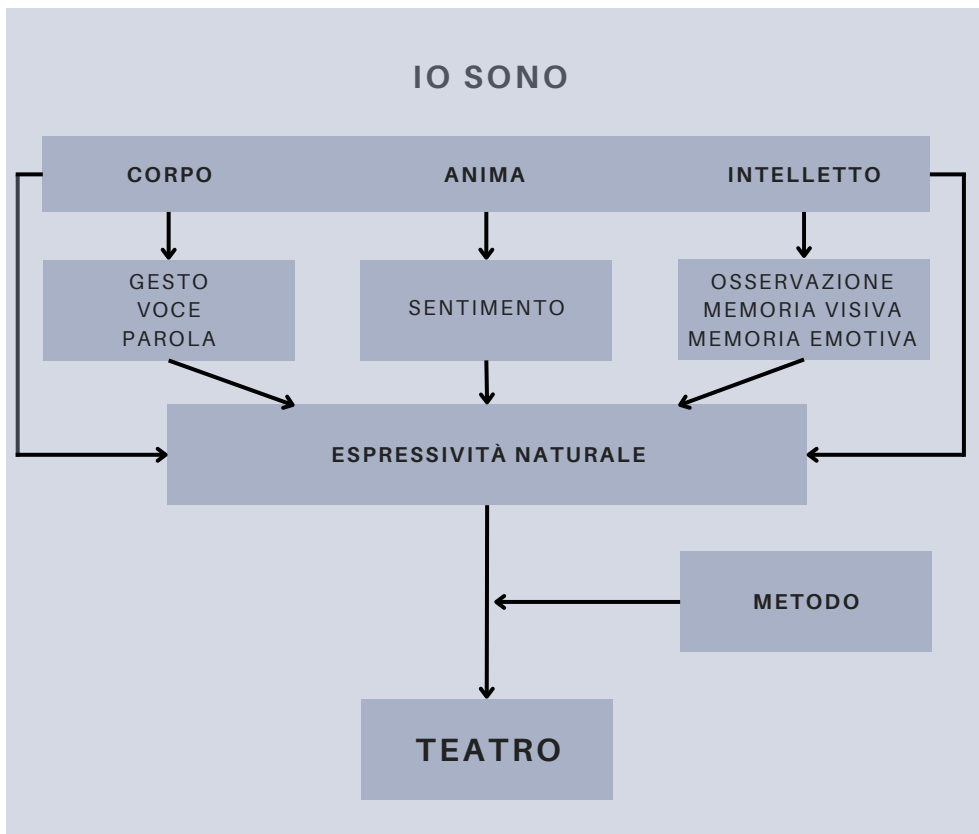 IO SONO
CORPO
ANIMA
INTELLETTO
GESTO
VOCE
PAROLA
SENTIMENTO
OSSERVAZIONE
MEMORIA VISIVA
MEMORIA EMOTIVA
ESPRESSIVITÀ NATURALE
METODO
TEATRO